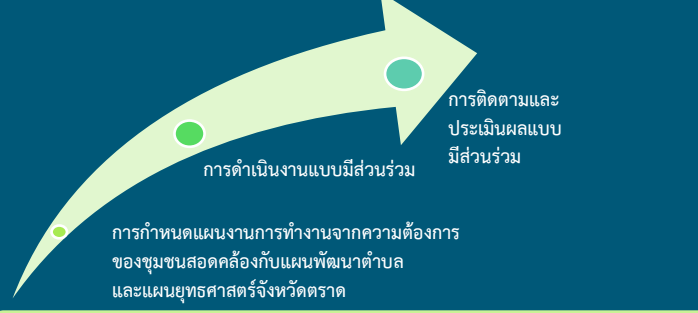 การติดตามและ
ประเมินผลแบบ
มีส่วนร่วม
การดำเนินงานแบบมีส่วนร่วม
การกำหนดแผนงานการทำงานจากความต้องการ
ของชุมชนสอดคล้องกับแผนพัฒนาตำบล
และแผนยุทธศาสตร์จังหวัดตราด